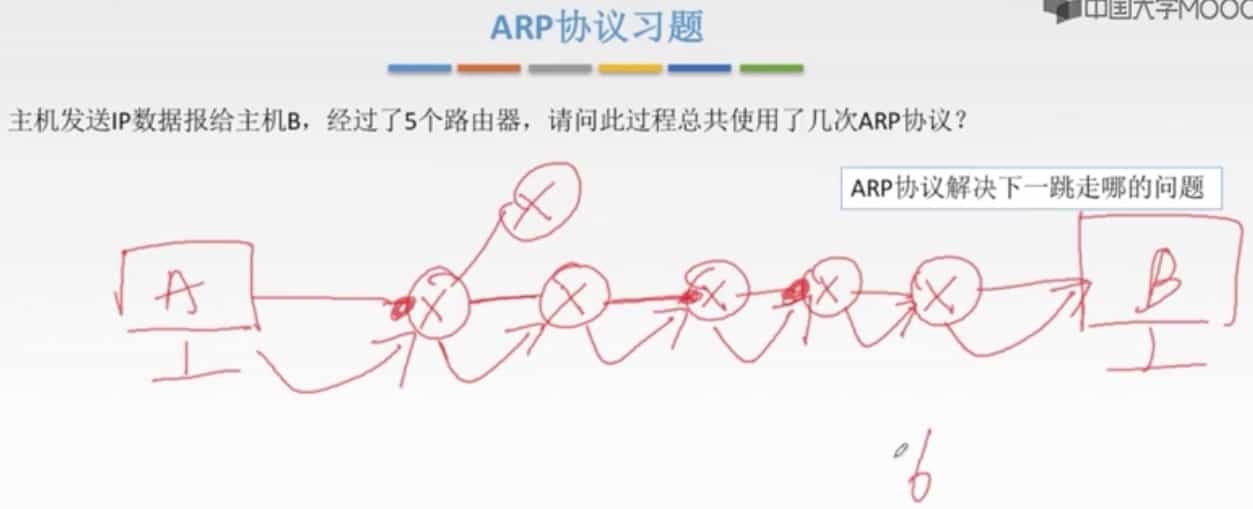 中国大学MOOC
ARP协议习题
主机发送IP数据报给主机B，经过了5个路由器，请问此过程总共使用了几次ARP协议？
ARP协议解决下一跳走哪的问题
A
B
6